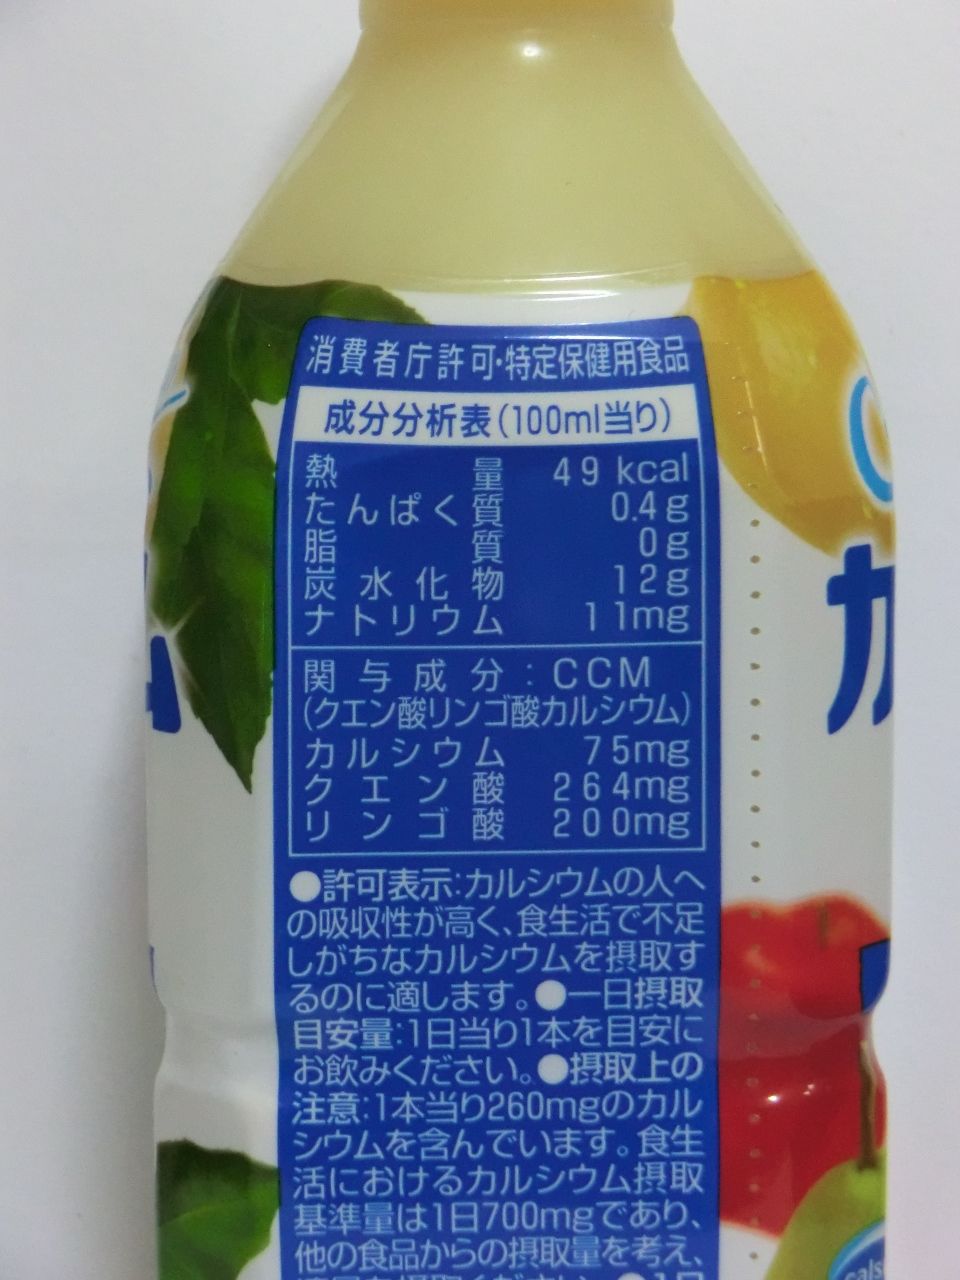 消費者庁許可・特定保健用食品
成分分析表(100ml当り)
熱量 49 kcal
たんぱく質 0.4g
脂質 0g
炭水化物 12g
ナトリウム 11mg
関与成分：CCM
(クエン酸リンゴ酸カルシウム)
カルシウム 75mg
クエン酸 264mg
リンゴ酸 200mg
●許可表示:カルシウムの人へ
の吸収性が高く、食生活で不足
しがちなカルシウムを摂取す
るのに適します。●一日摂取
目安量:1日当り1本を目安に
お飲みください。●摂取上の
注意:1本当り260mgのカル
シウムを含んでいます。食生
活におけるカルシウム摂取
基準量は1日700mgであり、
他の食品からの摂取量を考え、
カ